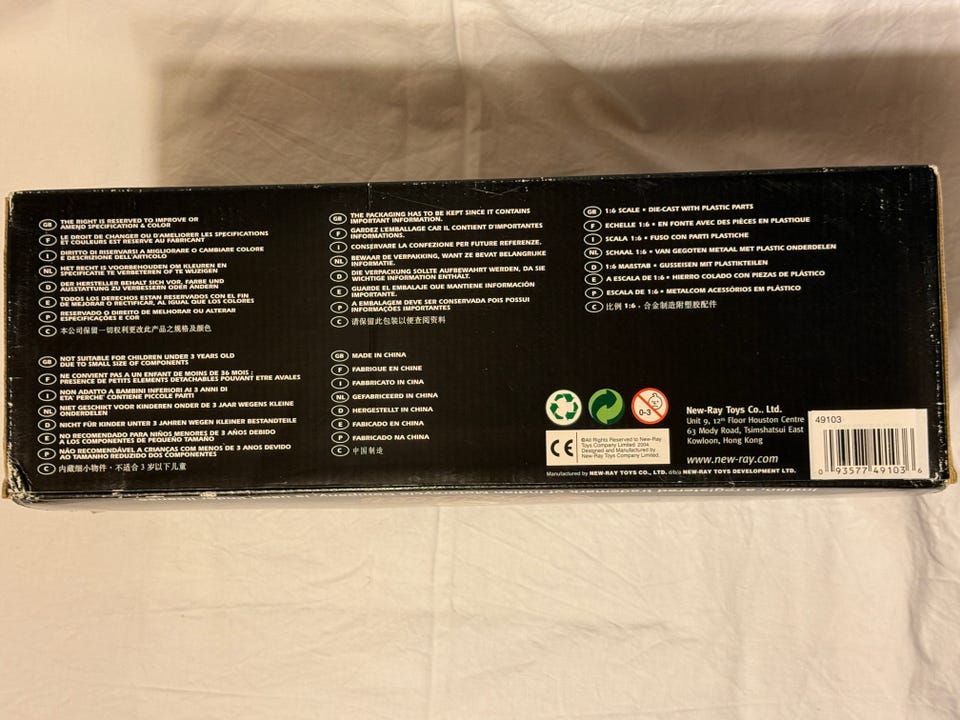 GB THE RIGHT IS RESERVED TO IMPROVE OR
AMEND SPECIFICATION & COLOR
F LE DROIT DE CHANGER OU D'AMELIORER LES SPECIFICATIONS
ET COULEURS EST RESERVE AU FABRICANT
I DIRITTO DI RISERVARSI A MIGLIORARE O CAMBIARE COLORE
E DESCRIZIONE DELL'ARTICOLO
NL HET RECHT IS VOORBEHOUDEN OM KLEUREN EN
SPECIFICATIE TE VERBETEREN OF TE WIJZIGEN
D DER HERSTELLER BEHALT SICH VOR, FARBE UND
AUSSTATTUNG ZU VERBESSERN ODER ÄNDERN
E TODOS LOS DERECHOS ESTAN RESERVADOS CON EL FIN
DE MEJORAR O RECTIFICAR, AL IGUAL QUE LOS COLORES
P RESERVADO O DIREITO DE MELHORAR OU ALTERAR
ESPECIFICAÇÕES E COR
C 本公司保留一切权利更改此产品之规格及颜色
GB THE PACKAGING HAS TO BE KEPT SINCE IT CONTAINS
IMPORTANT INFORMATION.
F GARDEZ L'EMBALLAGE CAR IL CONTIENT D'IMPORTANTES
INFORMATIONS.
I CONSERVARE LA CONFEZIONE PER FUTURE REFERENZE.
NL BEWAAR DE VERPAKKING, WANT ZE BEVAT BELANGRIJKE
INFORMATIE.
D DIE VERPACKUNG SOLLTE AUFBEWAHRT WERDEN, DA SIE
WICHTIGE INFORMATION ENTHALT.
E GUARDE EL EMBALAJE QUE MANTIENE INFORMACIÓN
IMPORTANTE.
P A EMBALAGEM DEVE SER CONSERVADA POIS POSSUI
INFORMAÇÕES IMPORTANTES
C 请保留此包装以便查阅资料
GB 1:6 SCALE • DIE-CAST WITH PLASTIC PARTS
F ECHELLE 1:6 • EN FONTE AVEC DES PIÈCES EN PLASTIQUE
I SCALA 1:6 • FUSO CON PARTI PLASTICHE
NL SCHAAL 1:6 • VAN GEGOTEN METAAL MET PLASTIC ONDERDELEN
D 1:6 MAßSTAB • GUSSEISEN MIT PLASTIKTEILEN
E A ESCALA DE 1:6 • HIERRO COLADO CON PIEZAS DE PLÁSTICO
P ESCALA DE 1:6 • METALCOM ACESSÓRIOS EM PLÁSTICO
C 比例 1:6 • 合金制造附塑胶配件
GB NOT SUITABLE FOR CHILDREN UNDER 3 YEARS OLD
DUE TO SMALL SIZE OF COMPONENTS
F NE CONVIENT PAS A UN ENFANT DE MOINS DE 36 MOIS :
PRESENCE DE PETITS ELEMENTS DETACHABLES POUVANT ETRE AVALES
I NON ADATTO A BAMBINI INFERIORI AI 3 ANNI DI
ETA' PERCHE' CONTIENE PICCOLE PARTI
NL NIET GESCHIKT VOOR KINDEREN ONDER DE 3 JAAR WEGENS KLEINE
ONDERDELEN
D NICHT FÜR KINDER UNTER 3 JAHREN WEGEN KLEINER BESTANDTEILE
E NO RECOMENDADO PARA NIÑOS MENORES DE 3 AÑOS DEBIDO
A LOS COMPONENTES DE PEQUEÑO TAMAÑO
P NÃO RECOMENDÁVEL A CRIANÇAS COM MENOS DE 3 ANOS DEVIDO
AO TAMANHO REDUZIDO DOS COMPONENTES
C 内藏细小物件，不适合 3 岁以下儿童
GB MADE IN CHINA
F FABRIQUE EN CHINE
I FABBRICATO IN CINA
NL GEFABRICEERD IN CHINA
D HERGESTELLT IN CHINA
E FABICADO EN CHINA
P FABRICADO NA CHINA
C 中国制造
0-3
CE
©All Rights Reserved to New-Ray
Toys Company Limited 2004.
Designed and Manufactured by
New-Ray Toys Company Limited.
New-Ray Toys Co., Ltd.
Unit 9, 12th Floor Houston Centre
63 Mody Road, Tsimshatsui East
Kowloon, Hong Kong
www.new-ray.com
Manufactured by NEW-RAY TOYS CO., LTD. d/b/a NEW-RAY TOYS DEVELOPMENT LTD.
49103
0 93577 49103 6